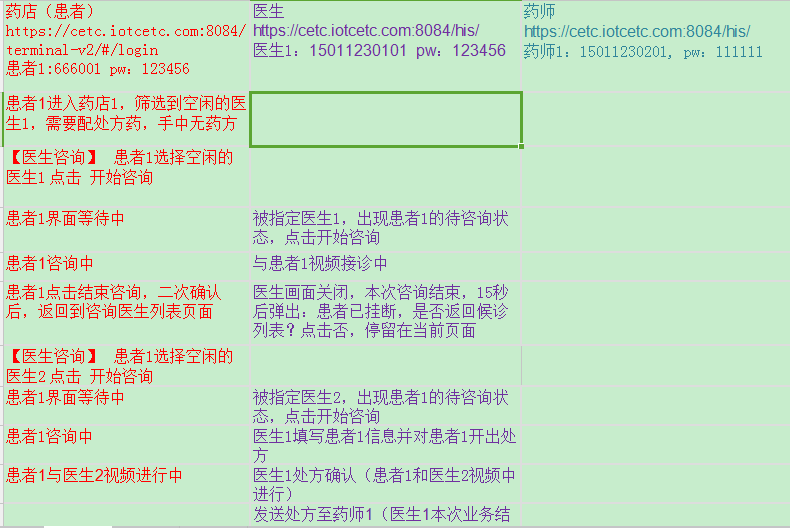 药店（患者）
https://cetc.iotcetc.com:8084/
terminal-v2/#/login
患者1:666001 pw：123456
医生
https://cetc.iotcetc.com:8084/his/
医生1：15011230101 pw：123456
药师
https://cetc.iotcetc.com:8084/his/
药师1：15011230201, pw：111111
患者1进入药店1，筛选到空闲的医
生1，需要配处方药，手中无药方
【医生咨询】 患者1选择空闲的
医生1 点击 开始咨询
患者1界面等待中
被指定医生1，出现患者1的待咨询状
态，点击开始咨询
患者1咨询中
与患者1视频接诊中
患者1点击结束咨询，二次确认
后，返回到咨询医生列表页面
医生画面关闭，本次咨询结束，15秒
后弹出：患者已挂断，是否返回候诊
列表？点击否，停留在当前页面
【医生咨询】 患者1选择空闲的
医生2 点击 开始咨询
患者1界面等待中
被指定医生2，出现患者1的待咨询状
态，点击开始咨询
患者1咨询中
医生1填写患者1信息并对患者1开出处
方
患者1与医生2视频进行中
医生1处方确认（患者1和医生2视频中
进行）
发送处方至药师1（医生1本次业务结